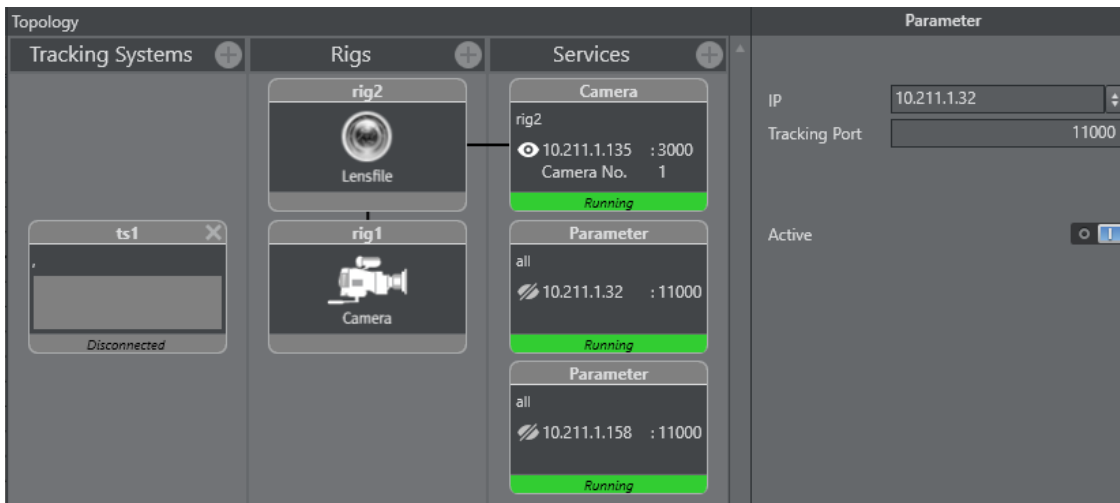 Topology
Parameter
Tracking Systems
Rigs
Services
rig2
Lensfile
Camera
rig2
10.211.1.135 : 3000
Camera No. 1
Running
ts1
,
Disconnected
rig1
Camera
Parameter
all
10.211.1.32 : 11000
Running
Parameter
all
10.211.1.158 : 11000
Running
IP 10.211.1.32
Tracking Port 11000
Active